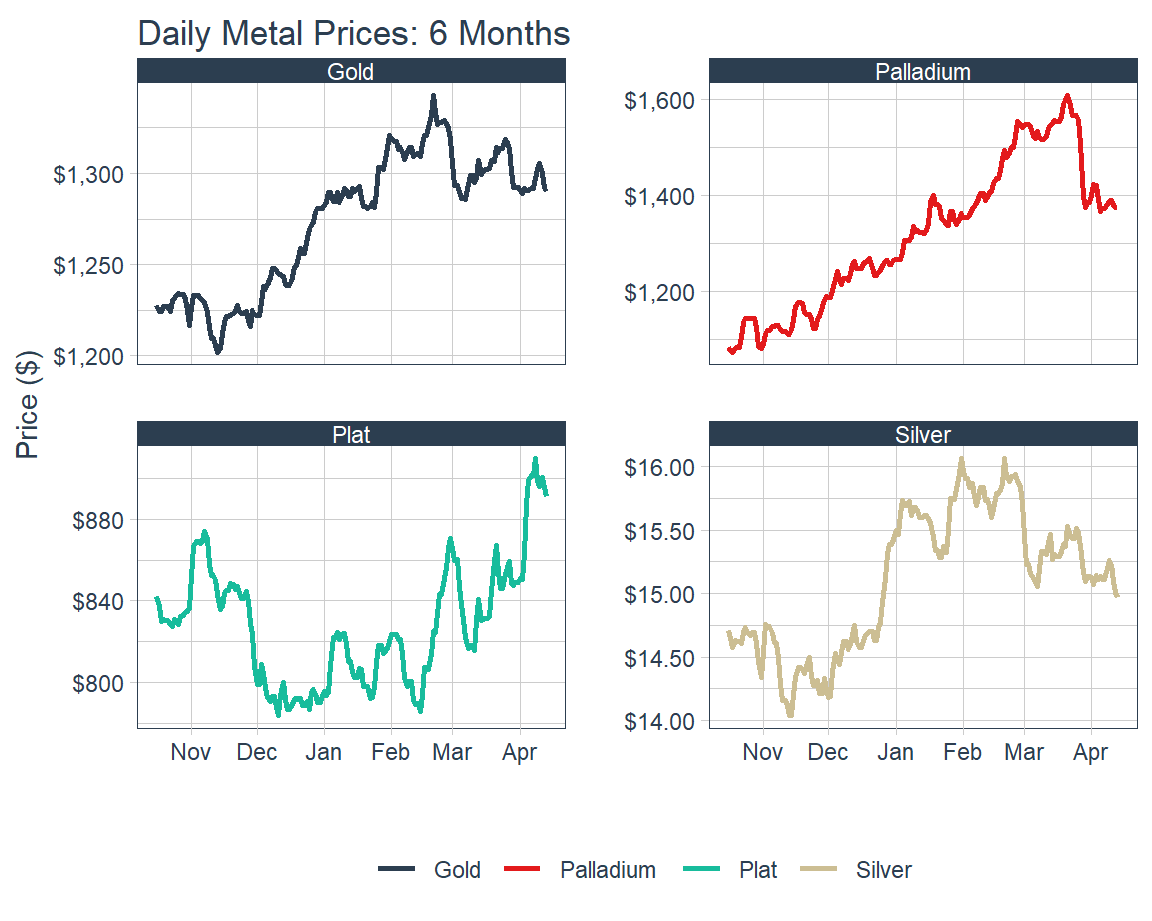 Daily Metal Prices: 6 Months
Gold
Palladium
$1,300
$1,250
$1,200
$1,600
$1,400
$1,200
Price ($)
Plat
Silver
$880
$840
$800
$16.00
$15.50
$15.00
$14.50
$14.00
Nov Dec Jan Feb Mar Apr
Nov Dec Jan Feb Mar Apr
Gold Palladium Plat Silver